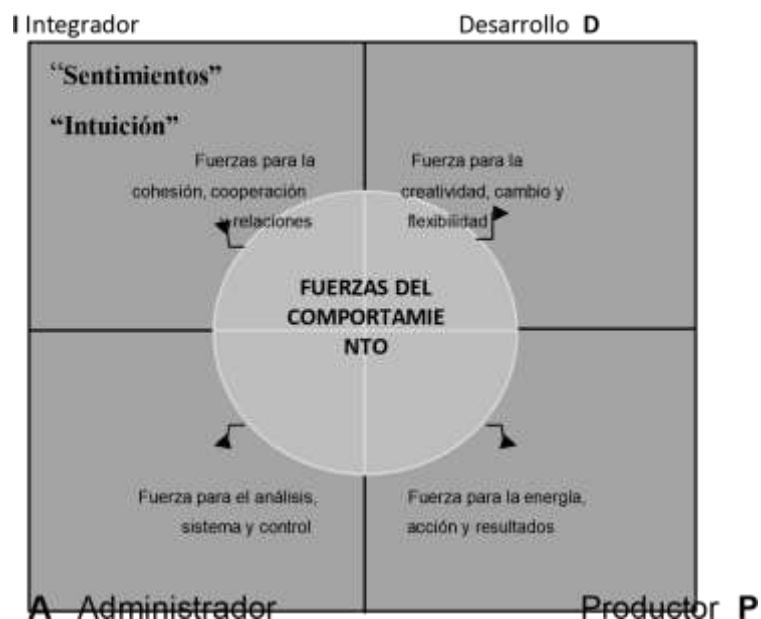 I Integrador
Desarrollo D
“Sentimientos”
“Intuición”
Fuerzas para la
cohesión, cooperación
y relaciones
Fuerza para la
creatividad, cambio y
flexibilidad
FUERZAS DEL
COMPORTAMIE
NTO
Fuerza para el análisis,
sistema y control
Fuerza para la energía,
acción y resultados
A Administrador
Productor P